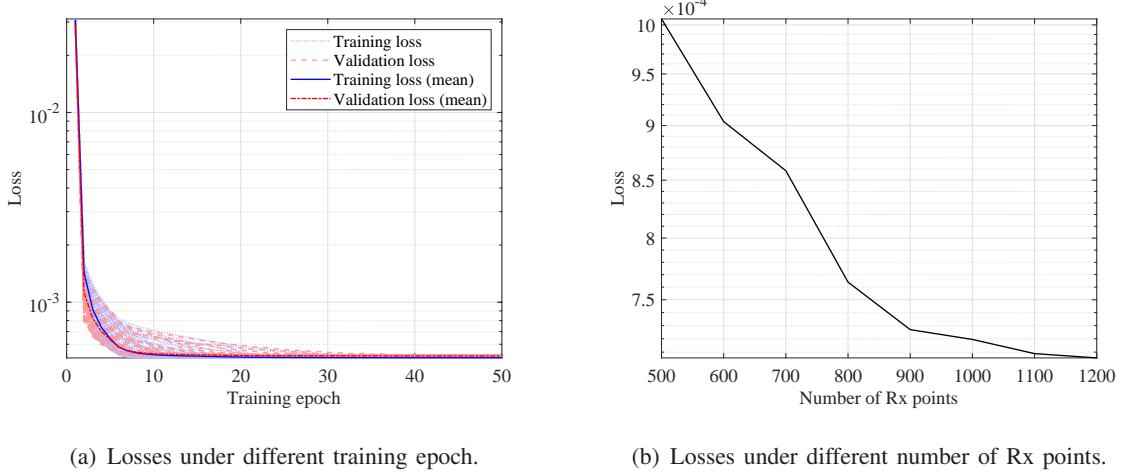 Training loss
Validation loss
Training loss (mean)
Validation loss (mean)
10^-2
10^-3
Loss
0 10 20 30 40 50
Training epoch
(a) Losses under different training epoch.
×10^-4
10
9.5
9
8.5
8
7.5
Loss
500 600 700 800 900 1000 1100 1200
Number of Rx points
(b) Losses under different number of Rx points.